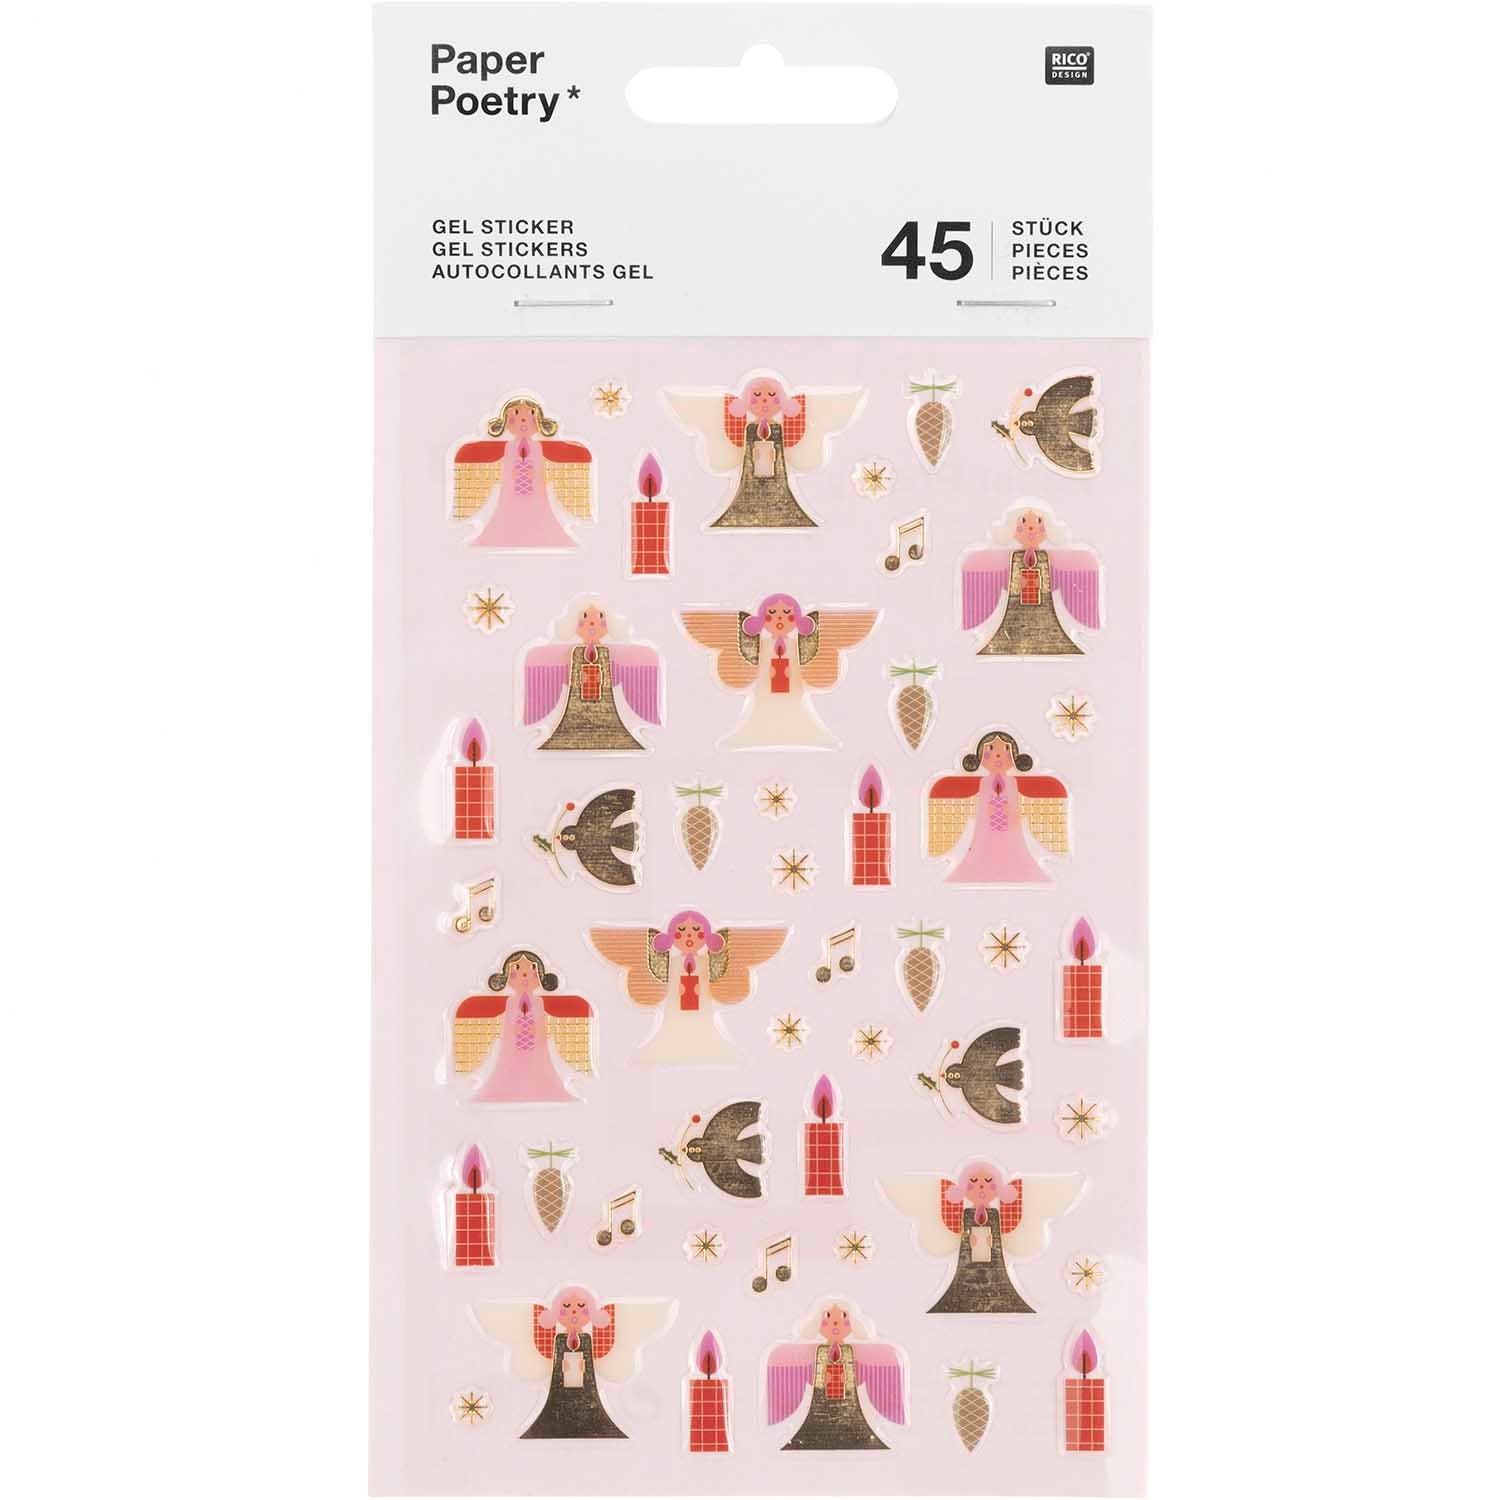 Paper
Poetry*
RICO®
DESIGN
GEL STICKER
GEL STICKERS
AUTOCOLLANTS GEL
45
STÜCK
PIECES
PIÈCES